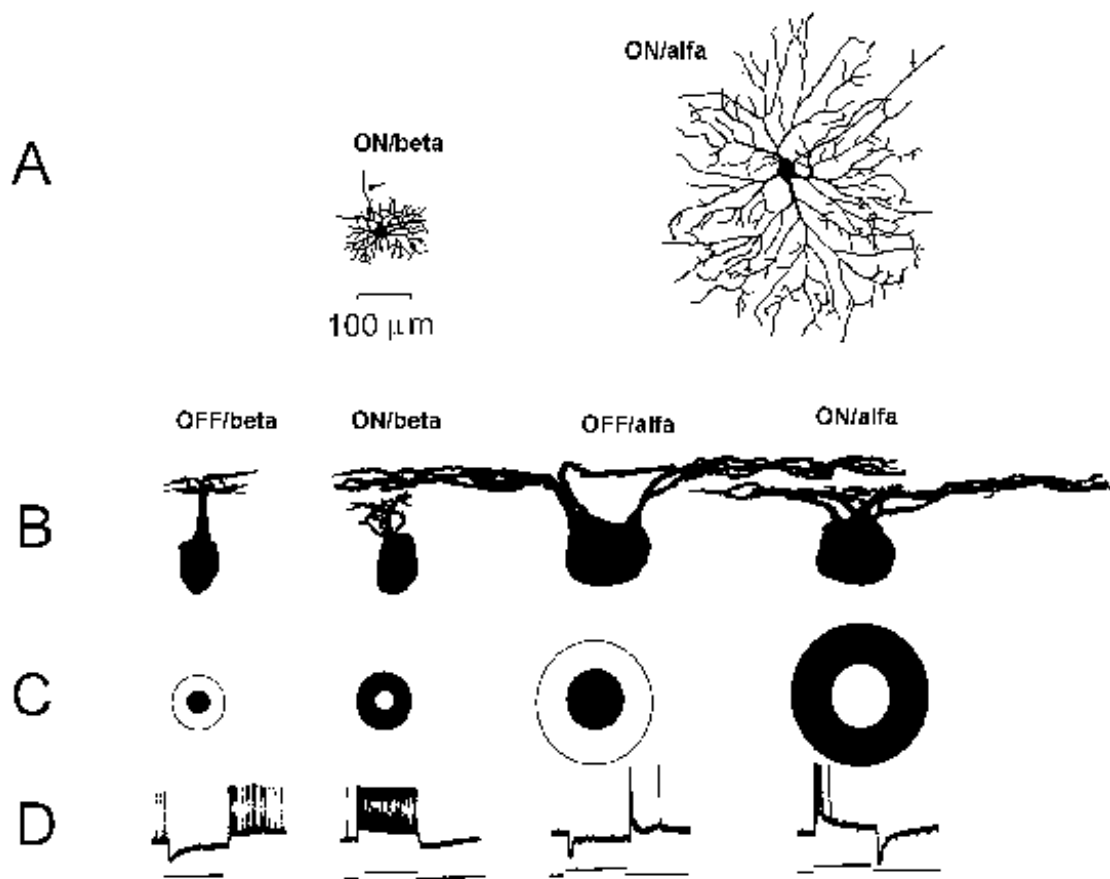 ON/alfa
A
ON/beta
100 μm
OFF/beta ON/beta OFF/alfa ON/alfa
B
C
D